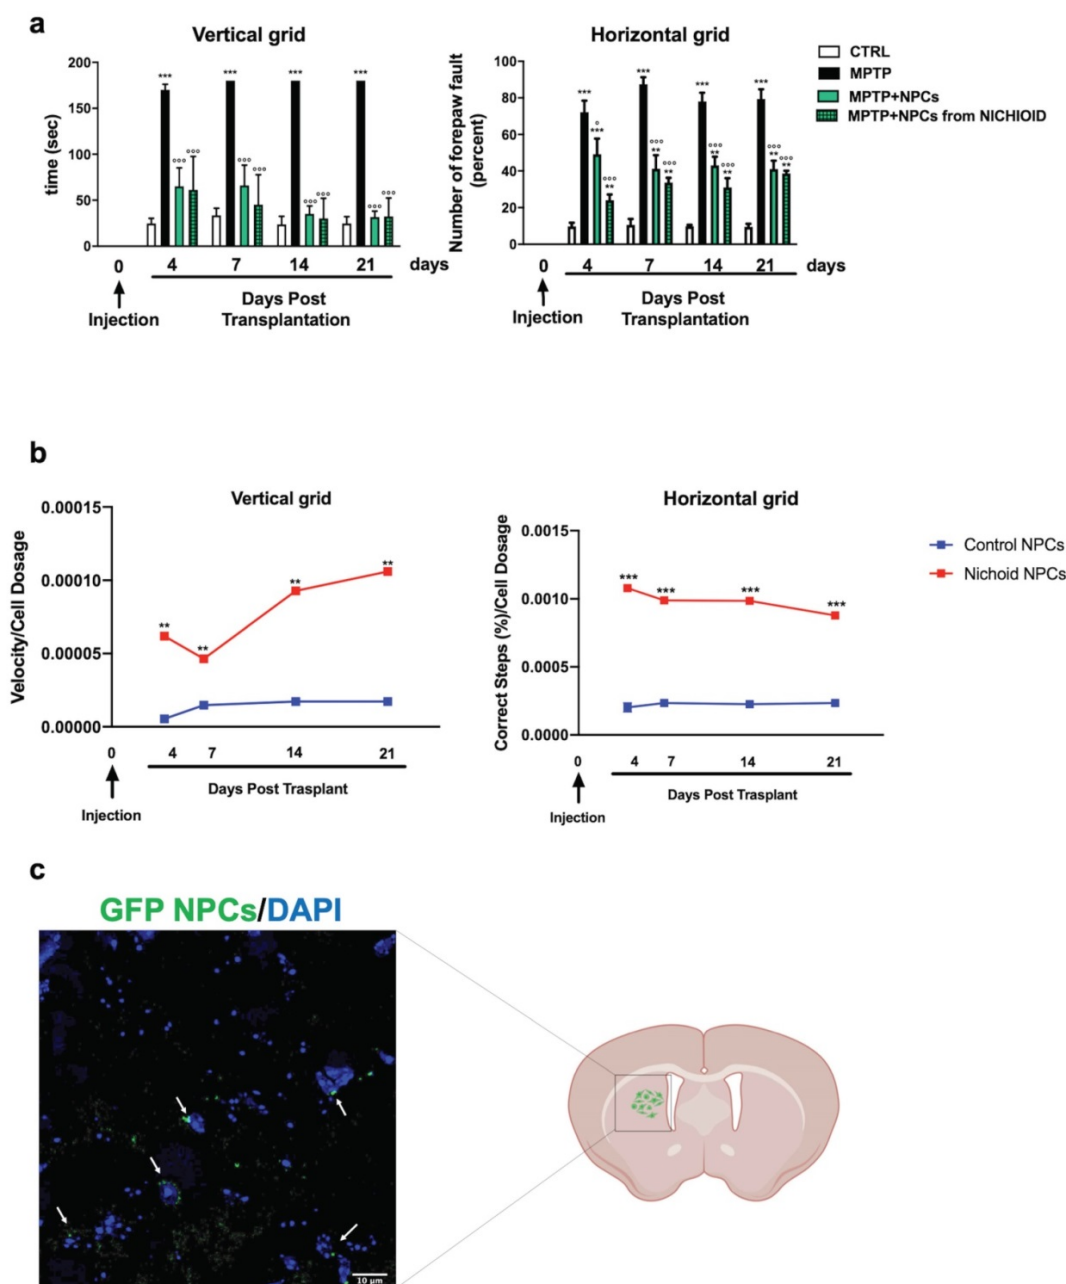 a
Vertical grid
Horizontal grid
CTRL
MPTP
MPTP+NPCs
MPTP+NPCs from NICHIOID
time (sec)
200
150
100
50
0
*** *** *** ***
°°° °°° °°° °°° °°° °°° °°° °°°
0 4 7 14 21 days
Injection
Days Post
Transplantation
Number of forepaw fault
(percent)
100
80
60
40
20
0
*** *** *** ***
°
***
°°°
**
°°°
**
°°°
**
°°°
**
°°°
**
°°°
**
°°°
**
0 4 7 14 21 days
Injection
Days Post
Transplantation
b
Vertical grid
Velocity/Cell Dosage
0.00015
0.00010
0.00005
0.00000
** ** ** **
0 4 7 14 21
Days Post Trasplant
Injection
Horizontal grid
Correct Steps (%)/Cell Dosage
0.0015
0.0010
0.0005
0.0000
*** *** *** ***
0 4 7 14 21
Days Post Trasplant
Injection
Control NPCs
Nichoid NPCs
c
GFP NPCs/DAPI
10 µm